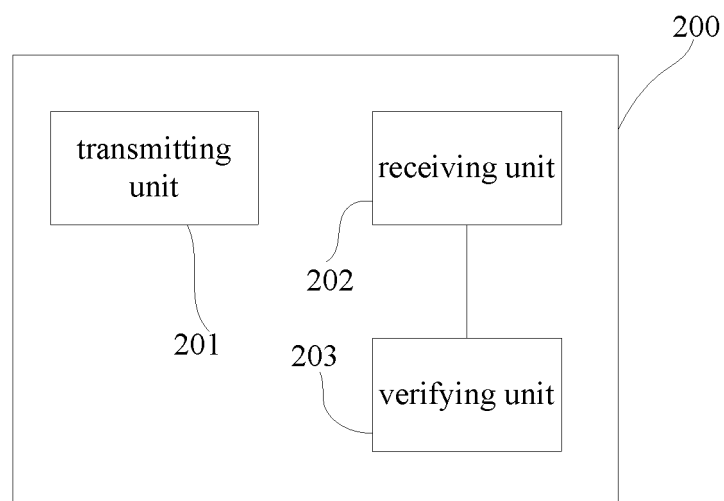 200
transmitting
unit
receiving unit
202
201
203
verifying unit